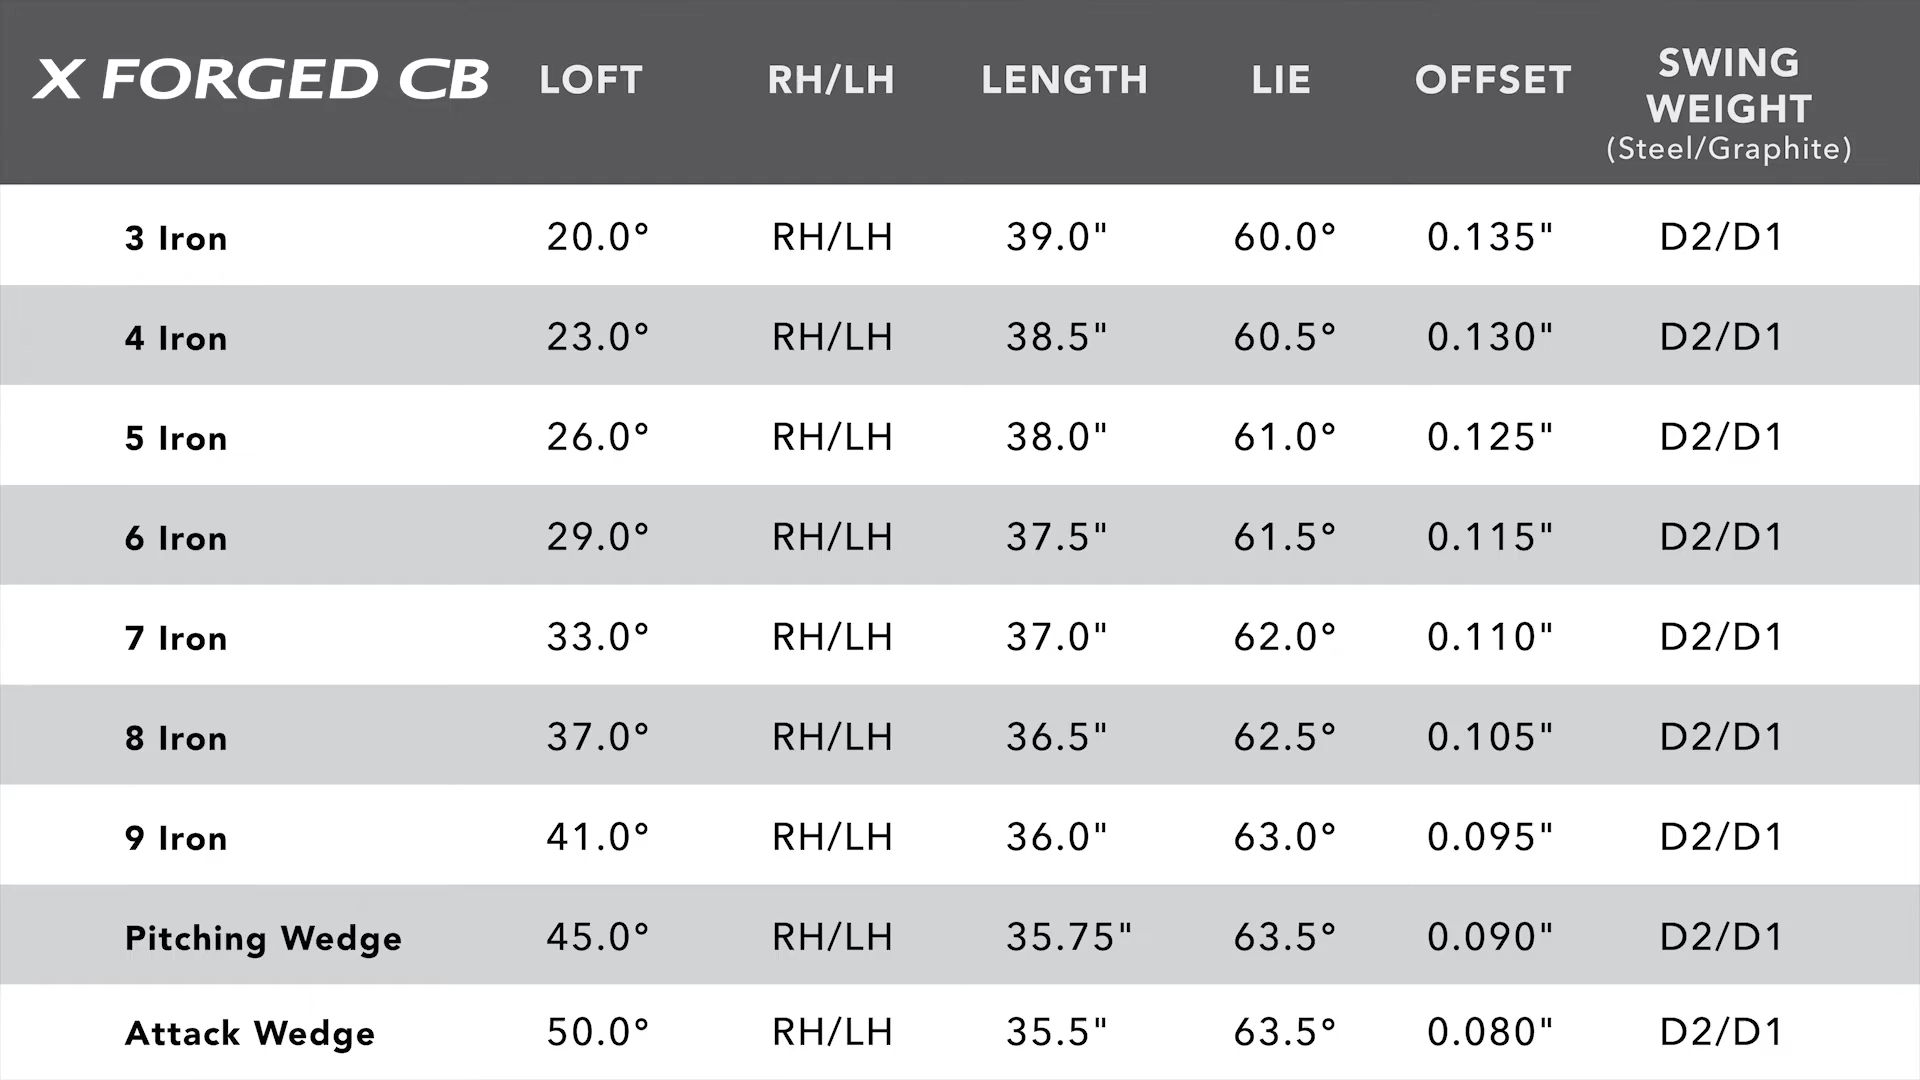 X FORGED CB LOFT RH/LH LENGTH LIE OFFSET SWING WEIGHT (Steel/Graphite)
3 Iron 20.0° RH/LH 39.0" 60.0° 0.135" D2/D1
4 Iron 23.0° RH/LH 38.5" 60.5° 0.130" D2/D1
5 Iron 26.0° RH/LH 38.0" 61.0° 0.125" D2/D1
6 Iron 29.0° RH/LH 37.5" 61.5° 0.115" D2/D1
7 Iron 33.0° RH/LH 37.0" 62.0° 0.110" D2/D1
8 Iron 37.0° RH/LH 36.5" 62.5° 0.105" D2/D1
9 Iron 41.0° RH/LH 36.0" 63.0° 0.095" D2/D1
Pitching Wedge 45.0° RH/LH 35.75" 63.5° 0.090" D2/D1
Attack Wedge 50.0° RH/LH 35.5" 63.5° 0.080" D2/D1